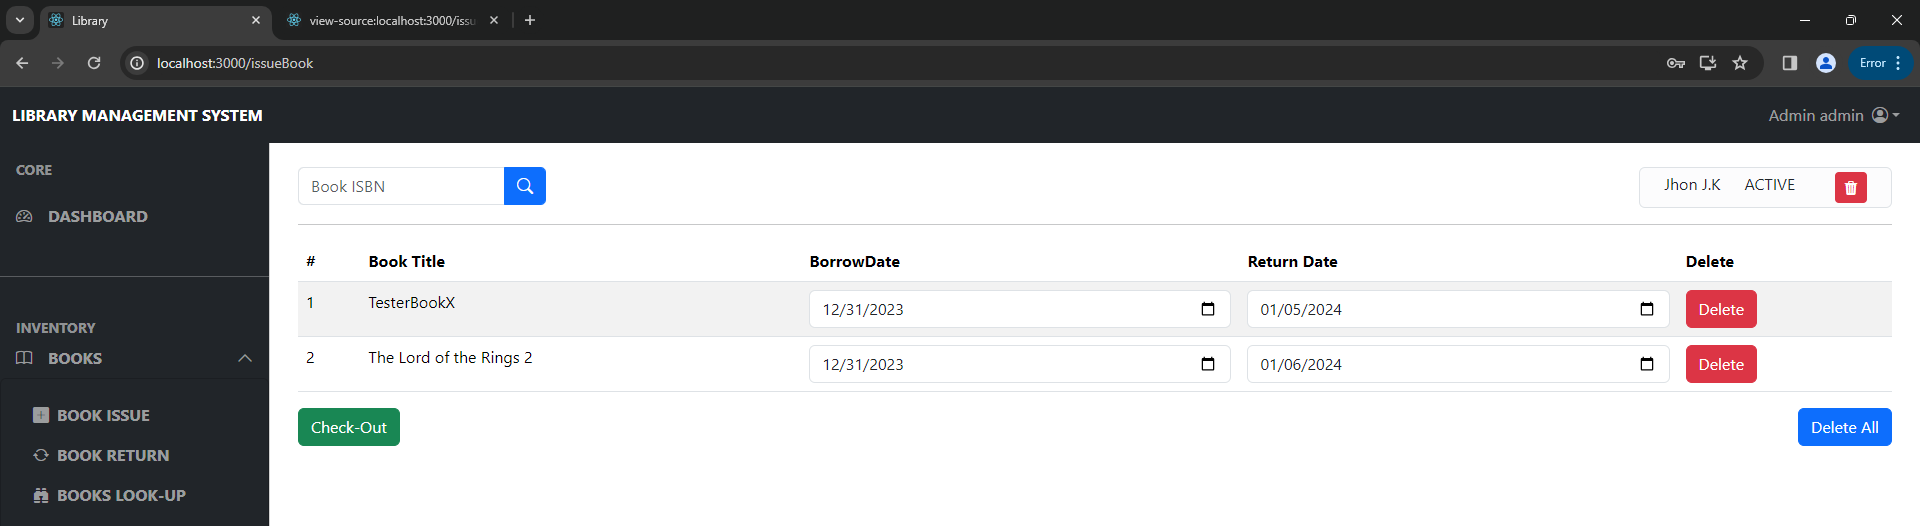 Library
view-source:localhost:3000/issu
localhost:3000/issueBook
Error
LIBRARY MANAGEMENT SYSTEM
Admin admin
CORE
DASHBOARD
INVENTORY
BOOKS
BOOK ISSUE
BOOK RETURN
BOOKS LOOK-UP
Book ISBN
Jhon J.K ACTIVE
# Book Title BorrowDate Return Date Delete
1 TesterBookX 12/31/2023 01/05/2024 Delete
2 The Lord of the Rings 2 12/31/2023 01/06/2024 Delete
Check-Out Delete All